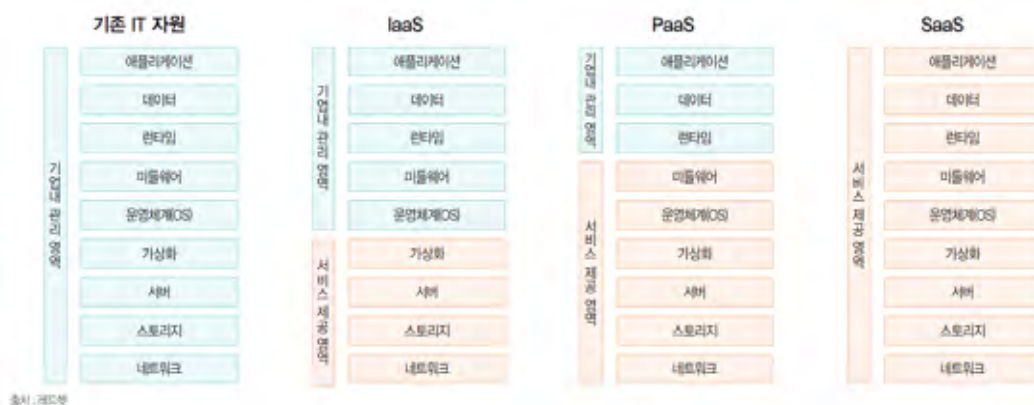 기존 IT 자원
애플리케이션
데이터
런타임
미들웨어
운영체제(OS)
가상화
서버
스토리지
네트워크
기업내 관리 영역
IaaS
애플리케이션
데이터
런타임
미들웨어
운영체계(OS)
가상화
서버
스토리지
네트워크
기업내 관리 영역
서비스 제공 영역
PaaS
애플리케이션
데이터
런타임
미들웨어
운영체계(OS)
가상화
서버
스토리지
네트워크
기업내 관리 영역
서비스 제공 영역
SaaS
애플리케이션
데이터
런타임
미들웨어
운영체계(OS)
가상화
서버
스토리지
네트워크
서비스 제공 영역
출처 : 레드햇